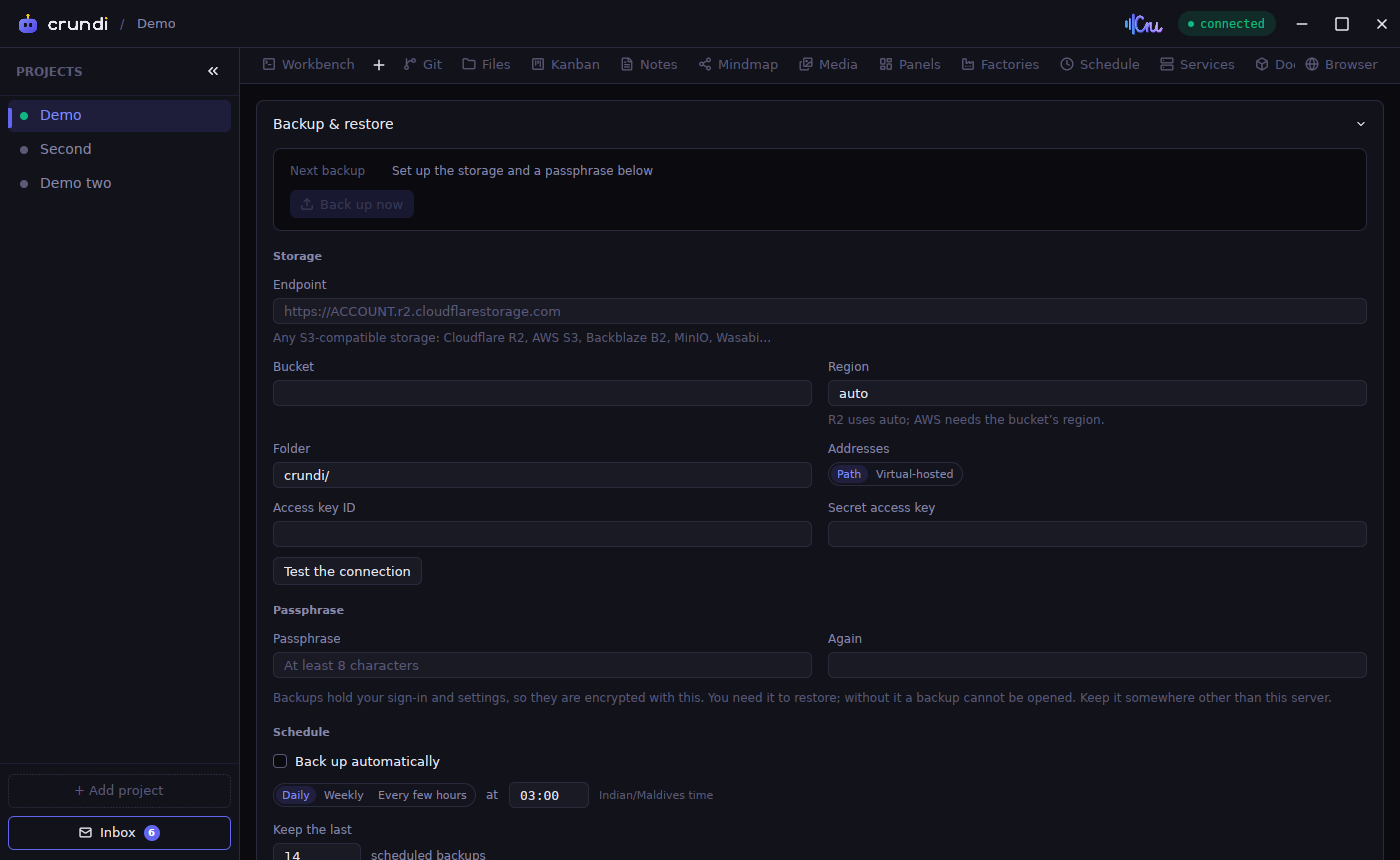 crundi / Demo
Cru
connected
PROJECTS
Workbench
Git
Files
Kanban
Notes
Mindmap
Media
Panels
Factories
Schedule
Services
Doc
Browser
Demo
Second
Demo two
Backup & restore
Next backup Set up the storage and a passphrase below
Back up now
Storage
Endpoint
https://ACCOUNT.r2.cloudflarestorage.com
Any S3-compatible storage: Cloudflare R2, AWS S3, Backblaze B2, MinIO, Wasabi…
Bucket
Region
auto
R2 uses auto; AWS needs the bucket's region.
Folder
Addresses
crundi/
Path Virtual-hosted
Access key ID
Secret access key
Test the connection
Passphrase
Passphrase
Again
At least 8 characters
Backups hold your sign-in and settings, so they are encrypted with this. You need it to restore; without it a backup cannot be opened. Keep it somewhere other than this server.
Schedule
Back up automatically
Daily Weekly Every few hours at 03:00 Indian/Maldives time
Keep the last
14 scheduled backups
+ Add project
Inbox 6